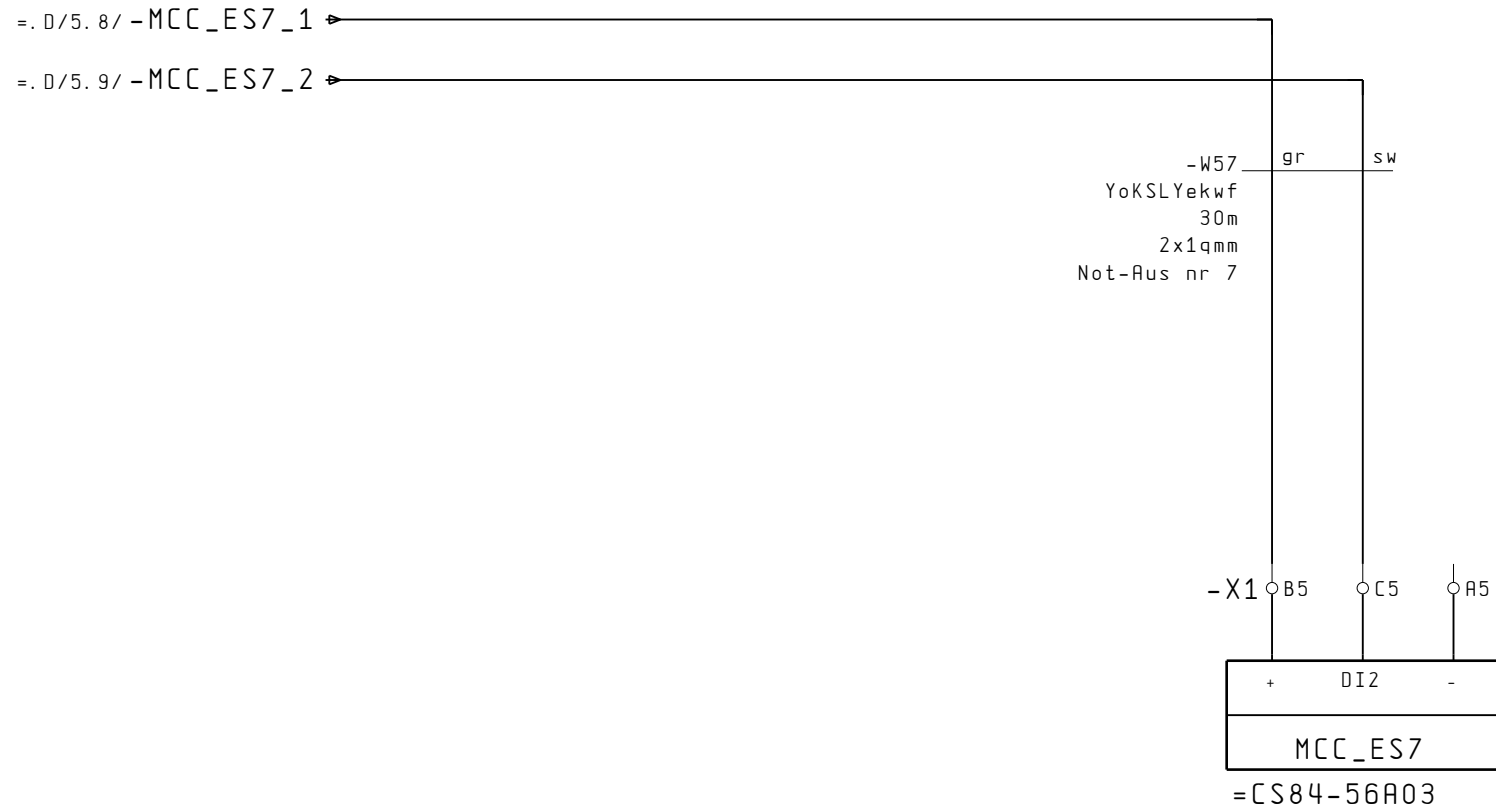 =.D/5.8/-MCC_ES7_1
=.D/5.9/-MCC_ES7_2
-W57 gr sw
YoKSLYekwf
30m
2x1qmm
Not-Aus nr 7
-X1 B5 C5 A5
+ DI2 -
MCC_ES7
=CS84-56A03